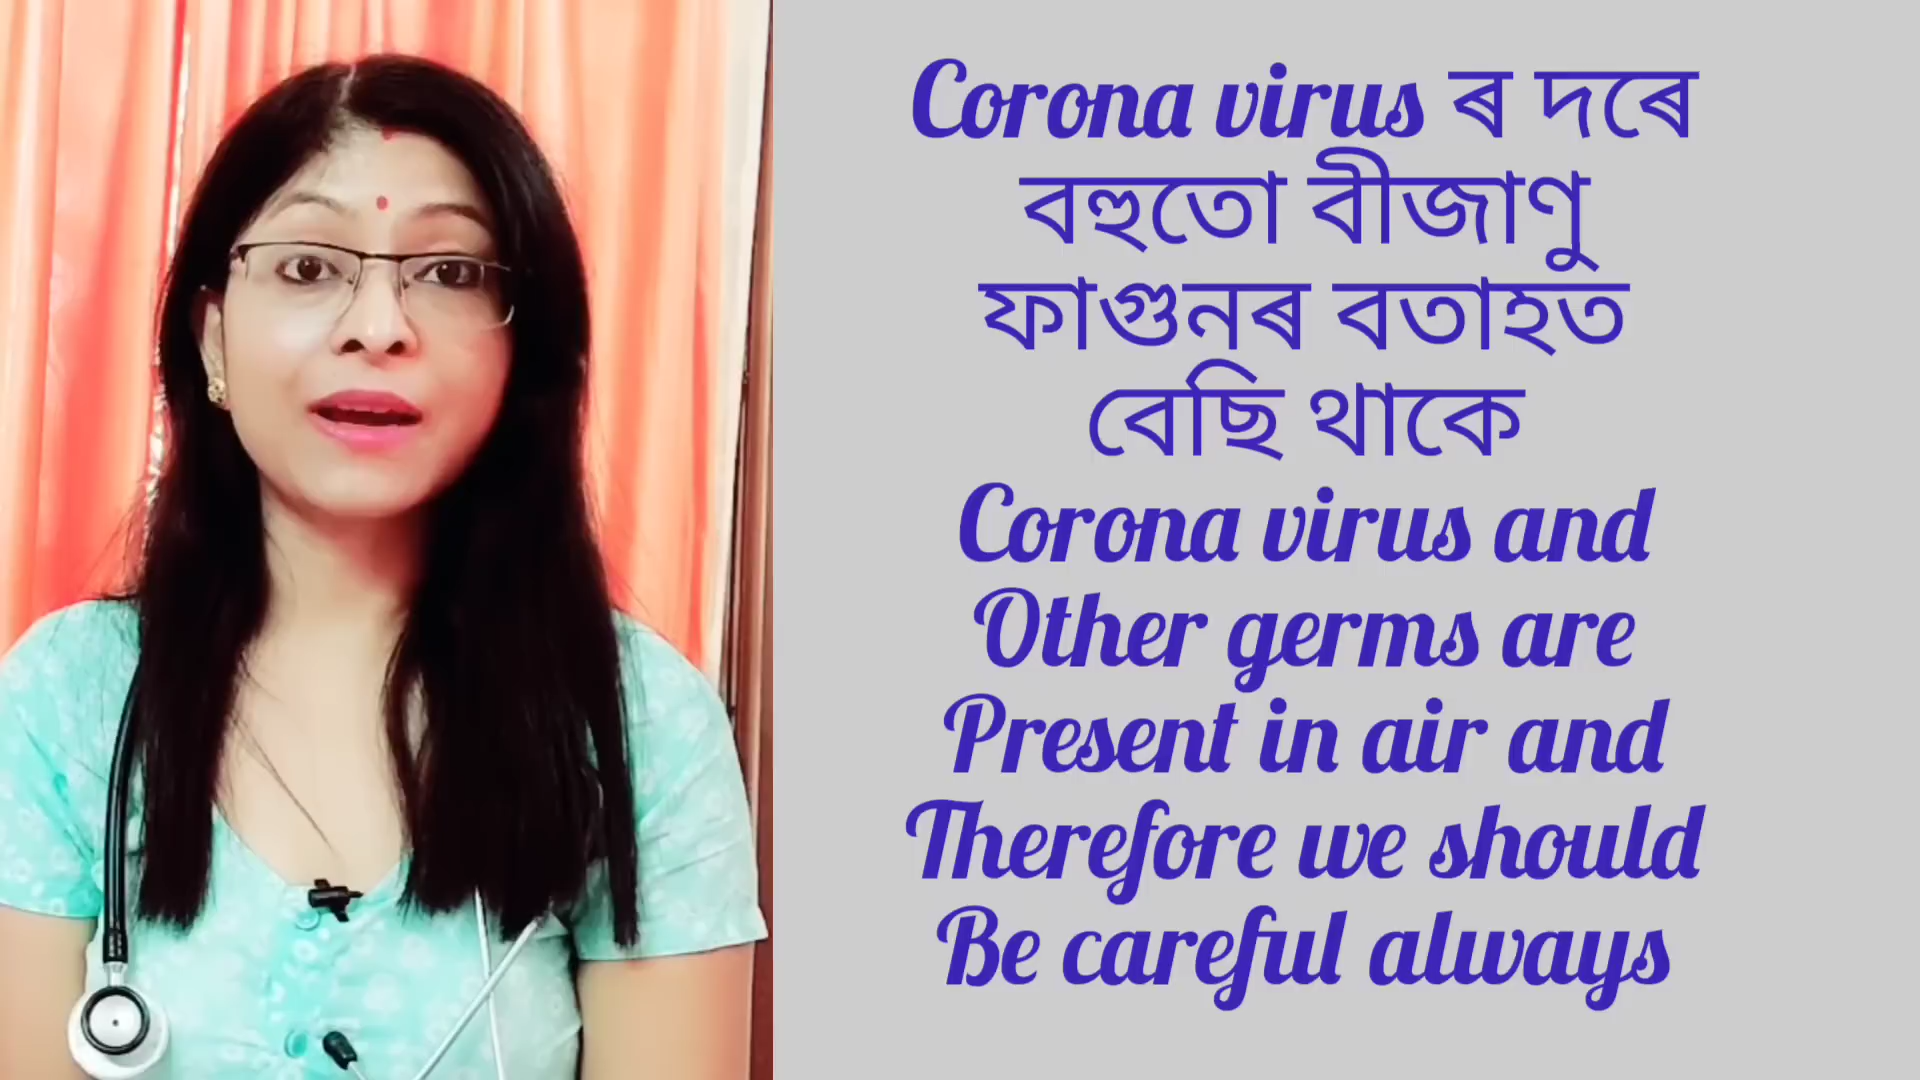 Corona virus ৰ দৰে
বহুতো বীজাণু
ফাগুনৰ বতাহত
বেছি থাকে
Corona virus and
Other germs are
Present in air and
Therefore we should
Be careful always